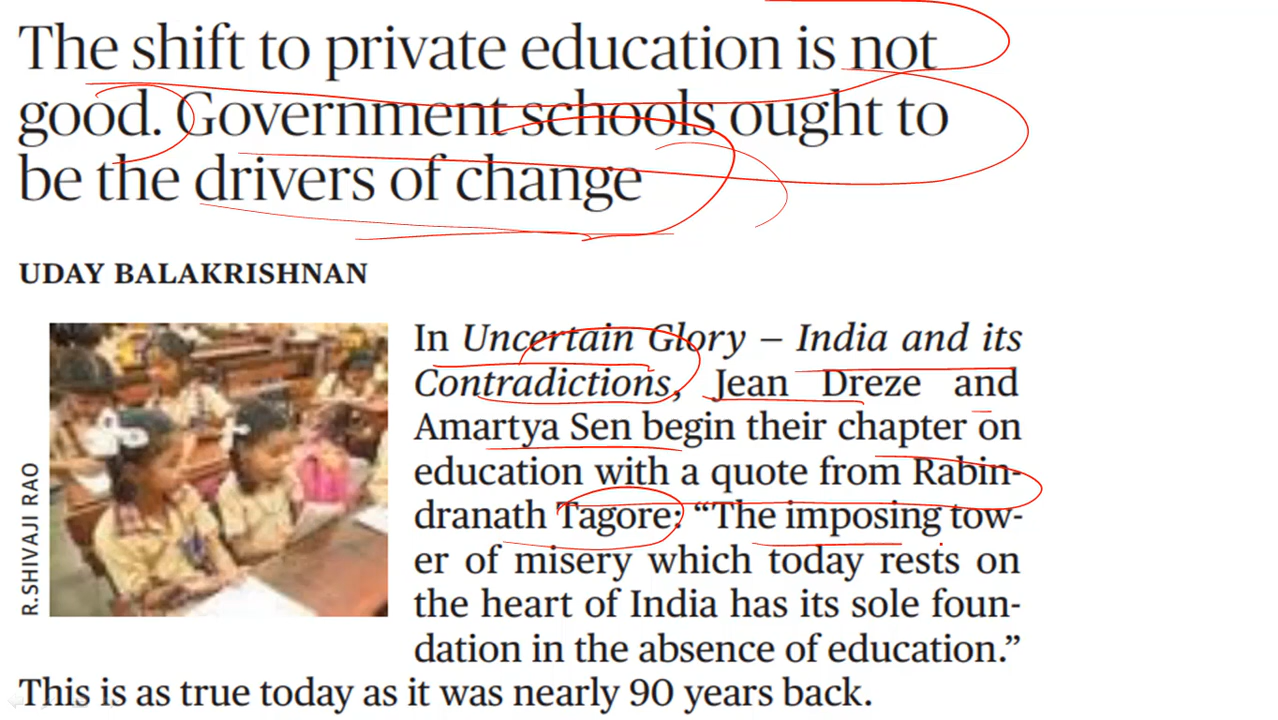 The shift to private education is not
good. Government schools ought to
be the drivers of change
UDAY BALAKRISHNAN
R.SHIVAJI RAO
In Uncertain Glory – India and its
Contradictions, Jean Dreze and
Amartya Sen begin their chapter on
education with a quote from Rabin-
dranath Tagore: “The imposing tow-
er of misery which today rests on
the heart of India has its sole foun-
dation in the absence of education.”
This is as true today as it was nearly 90 years back.